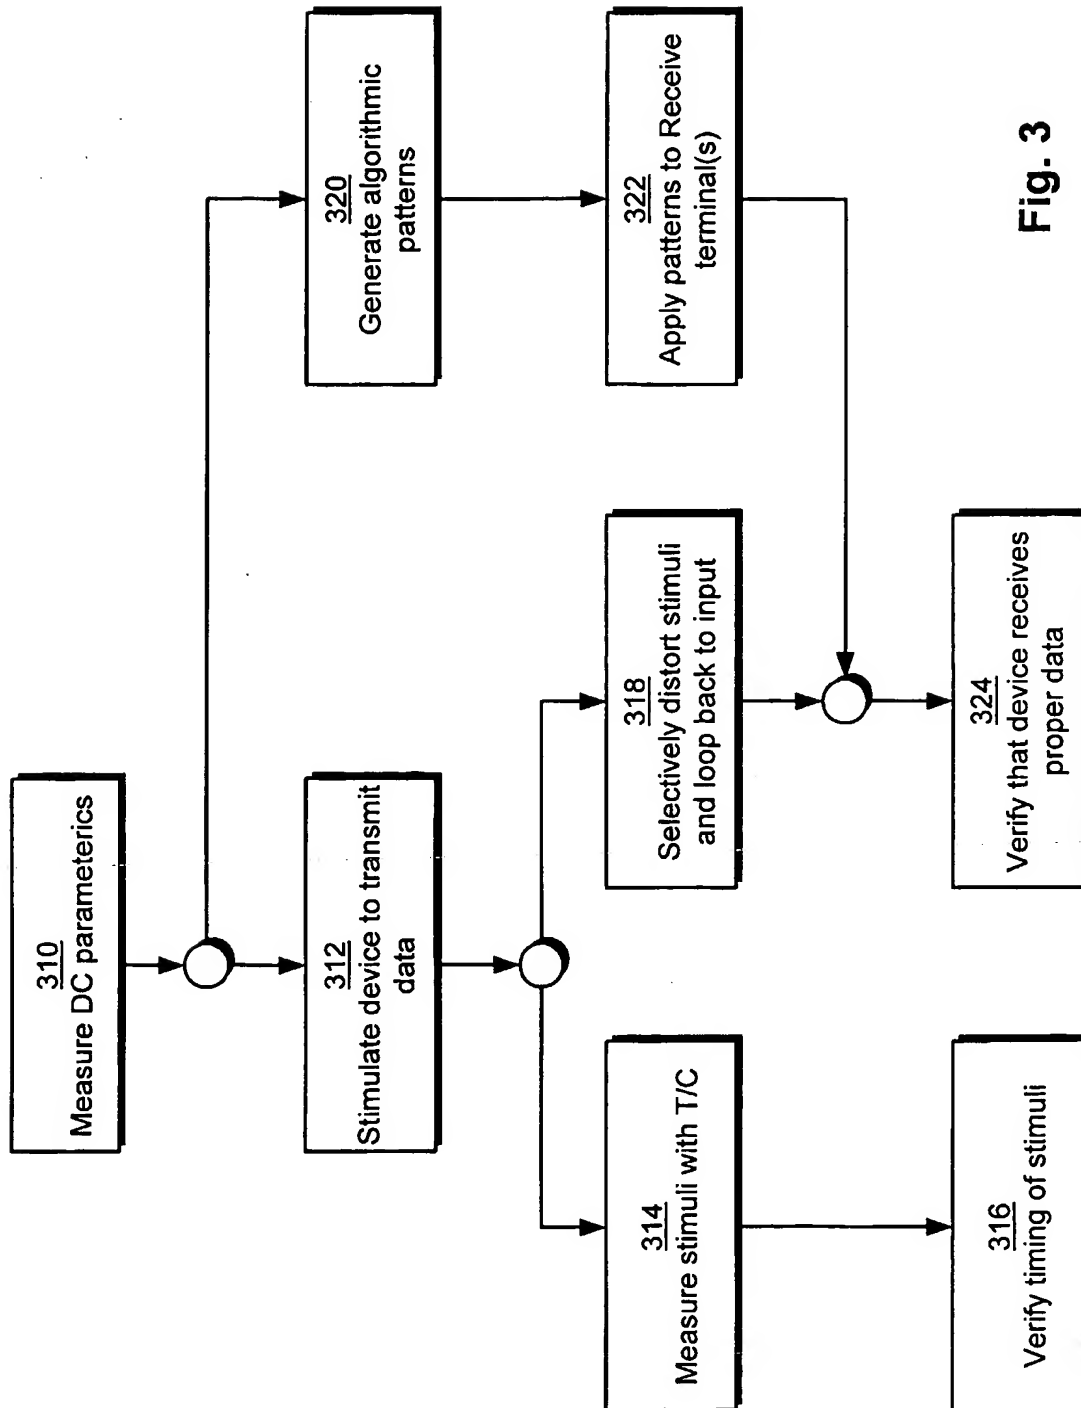 310
Measure DC parameterics
312
Stimulate device to transmit
data
320
Generate algorithmic
patterns
314
Measure stimuli with T/C
318
Selectively distort stimuli
and loop back to input
322
Apply patterns to Receive
terminal(s)
316
Verify timing of stimuli
324
Verify that device receives
proper data
Fig. 3